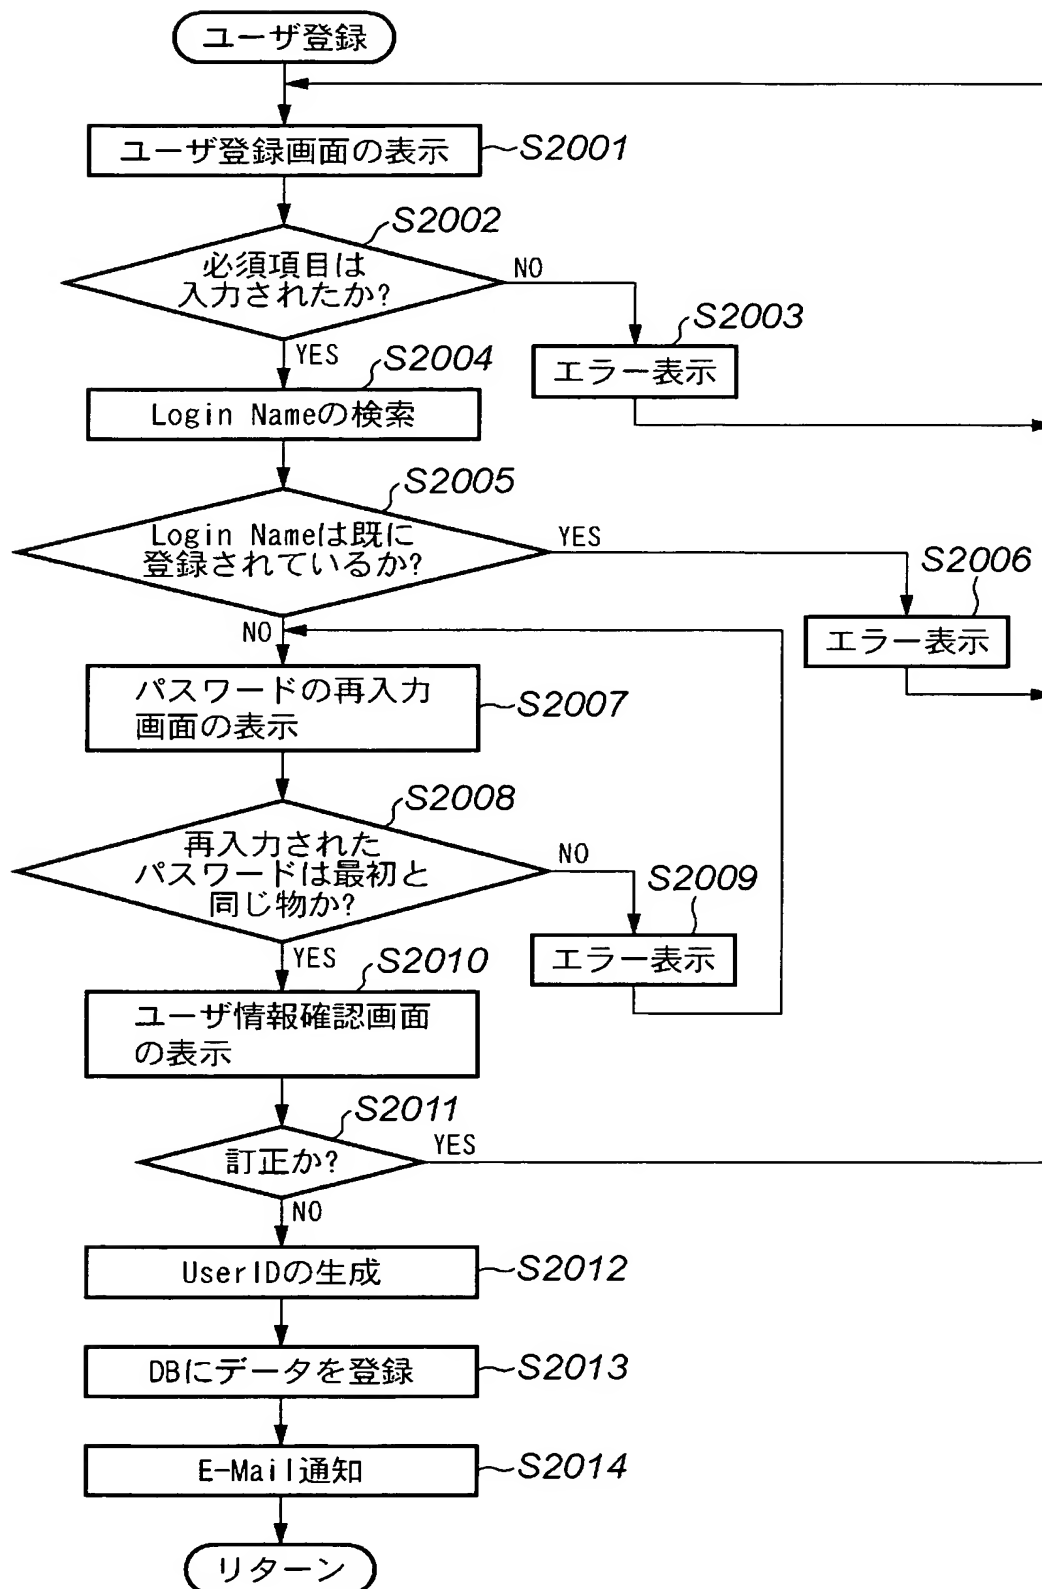 ユーザ登録
ユーザ登録画面の表示
S2001
S2002
必須項目は
入力されたか?
NO
S2003
エラー表示
YES
S2004
Login Nameの検索
S2005
Login Nameは既に
登録されているか?
YES
S2006
エラー表示
NO
パスワードの再入力
画面の表示
S2007
S2008
再入力された
パスワードは最初と
同じ物か?
NO
S2009
エラー表示
YES
S2010
ユーザ情報確認画面
の表示
S2011
訂正か?
YES
NO
UserIDの生成
S2012
DBにデータを登録
S2013
E-Mail通知
S2014
リターン